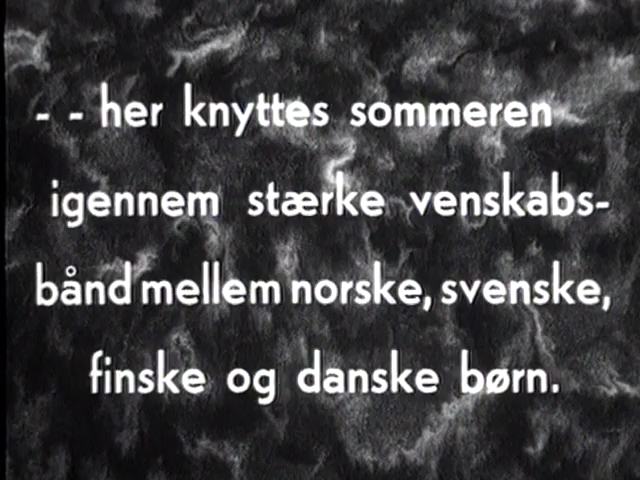 - - her knyttes sommeren
igennem stærke venskabs-
bånd mellem norske, svenske,
finske og danske børn.